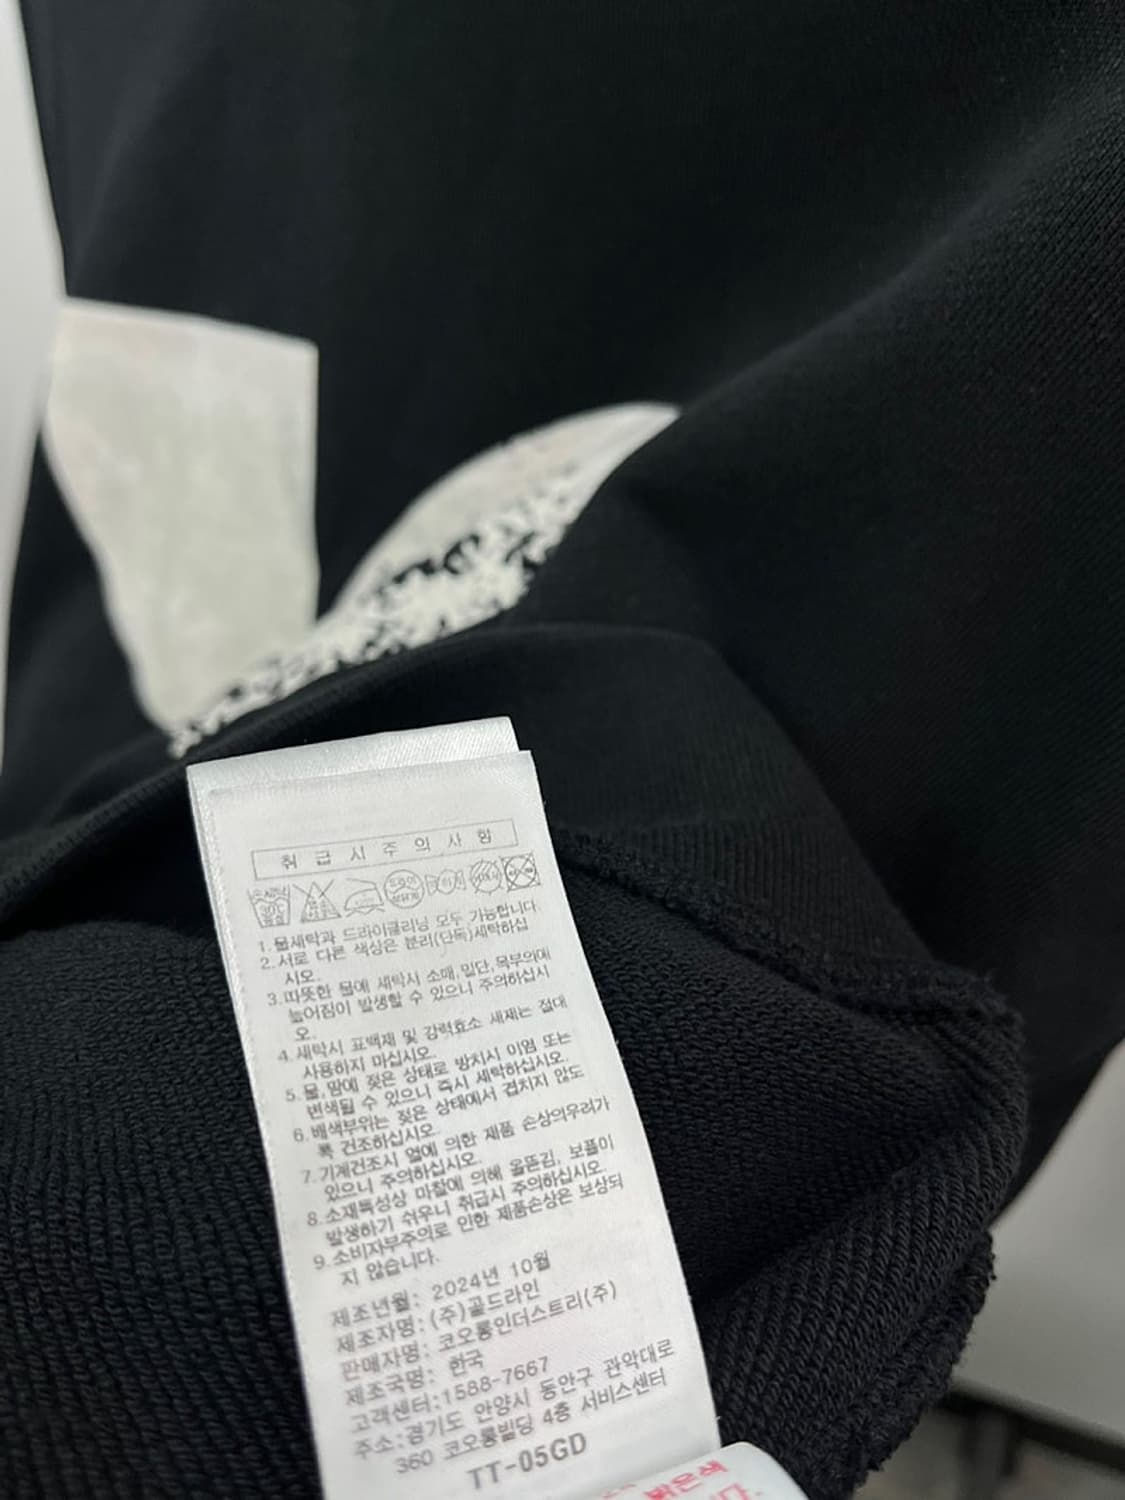 취급시주의사항
30
1.물세탁과 드라이클리닝 모두 가능합니다.
2.서로 다른 색상은 분리(단독)세탁하십
시오.
3.따뜻한 물에 세탁시 소매,밑단,목부위에
늘어짐이 발생할 수 있으니 주의하십시
오.
4.세탁시 표백제 및 강력효소 세제는 절대
사용하지 마십시오.
5.물,땀에 젖은 상태로 방치시 이염 또는
변색될 수 있으니 즉시 세탁하십시오.
6.배색부위는 젖은 상태에서 겹치지 않도
록 건조하십시오.
7.기계건조시 열에 의한 제품 손상의우려가
있으니 주의하십시오.
8.소재특성상 마찰에 의해 올뜯김, 보풀이
발생하기 쉬우니 취급시 주의하십시오.
9.소비자부주의로 인한 제품손상은 보상되
지 않습니다.
제조년월: 2024년 10월
제조자명:(주)골드라인
판매자명: 코오롱인더스트리(주)
제조국명: 한국
고객센터:1588-7667
주소:경기도 안양시 동안구 관악대로
360 코오롱빌딩 4층 서비스센터
TT-05GD
밝은색